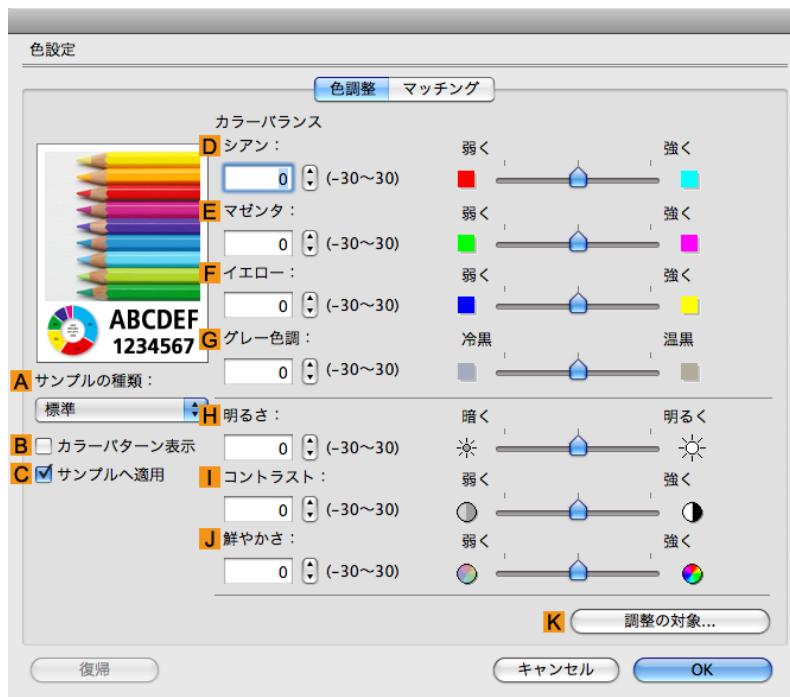 色設定
色調整 マッチング
カラーバランス
D シアン：
弱く 強く
0 (-30～30)
E マゼンタ：
弱く 強く
0 (-30～30)
F イエロー：
弱く 強く
0 (-30～30)
G グレー色調：
冷黒 温黒
0 (-30～30)
ABCDEF
1234567
A サンプルの種類：
標準
B カラーパターン表示
C サンプルへ適用
H 明るさ：
暗く 明るく
0 (-30～30)
I コントラスト：
弱く 強く
0 (-30～30)
J 鮮やかさ：
弱く 強く
0 (-30～30)
K 調整の対象...
復帰 キャンセル OK